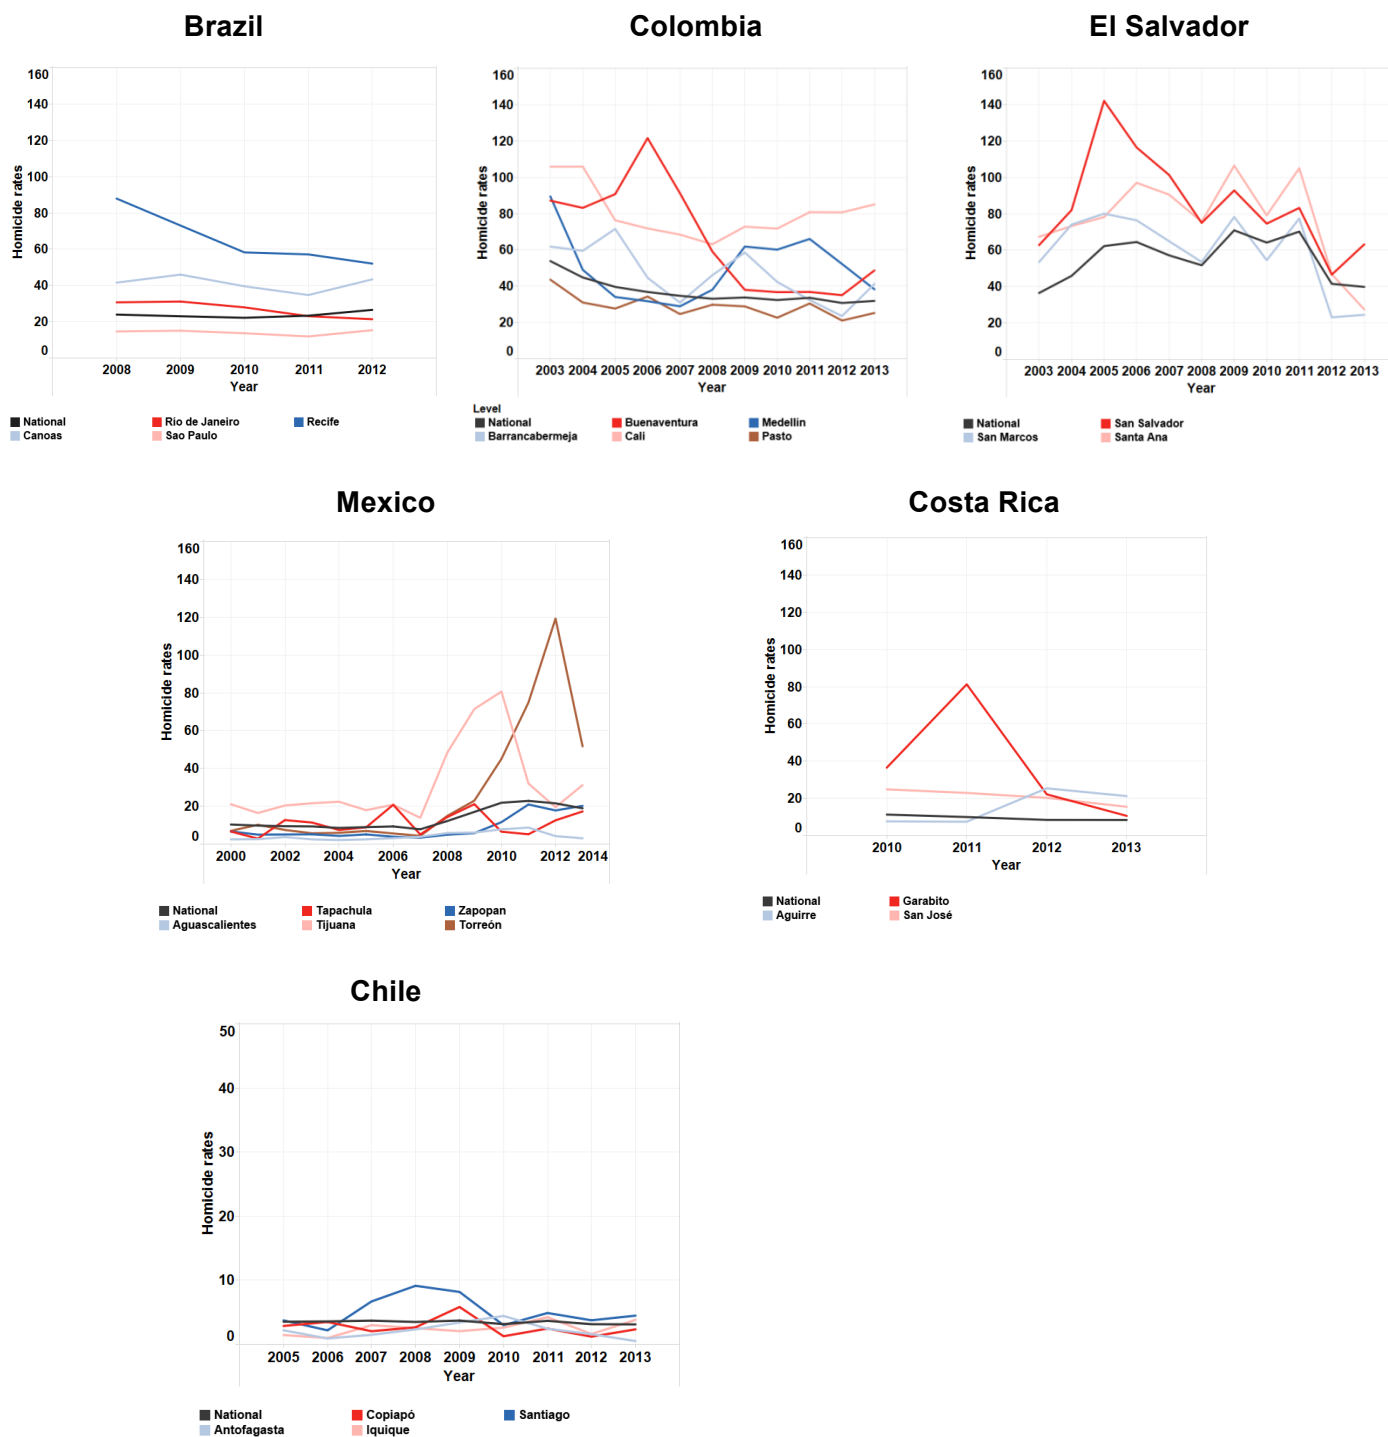 Brazil
160
140
120
100
80
60
40
20
0
Homicide rates
2008 2009 2010 2011 2012
Year
National Rio de Janeiro Recife
Canoas Sao Paulo
Colombia
160
140
120
100
80
60
40
20
0
Homicide rates
2003 2004 2005 2006 2007 2008 2009 2010 2011 2012 2013
Year
Level
National Buenaventura Medellin
Barrancabermeja Cali Pasto
El Salvador
160
140
120
100
80
60
40
20
0
Homicide rates
2003 2004 2005 2006 2007 2008 2009 2010 2011 2012 2013
Year
National San Salvador
San Marcos Santa Ana
Mexico
160
140
120
100
80
60
40
20
0
Homicide rates
2000 2002 2004 2006 2008 2010 2012 2014
Year
National Tapachula Zapopan
Aguascalientes Tijuana Torreón
Costa Rica
160
140
120
100
80
60
40
20
0
Homicide rates
2010 2011 2012 2013
Year
National Garabito
Aguirre San José
Chile
50
40
30
20
10
0
Homicide rates
2005 2006 2007 2008 2009 2010 2011 2012 2013
Year
National Copiapó Santiago
Antofagasta Iquique